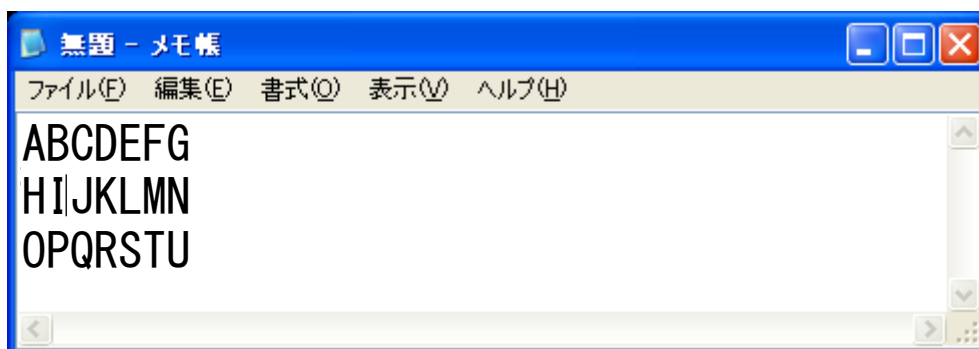 無題 - メモ帳
ファイル(F) 編集(E) 書式(O) 表示(V) ヘルプ(H)
ABCDEFG
HIJKLMN
OPQRSTU